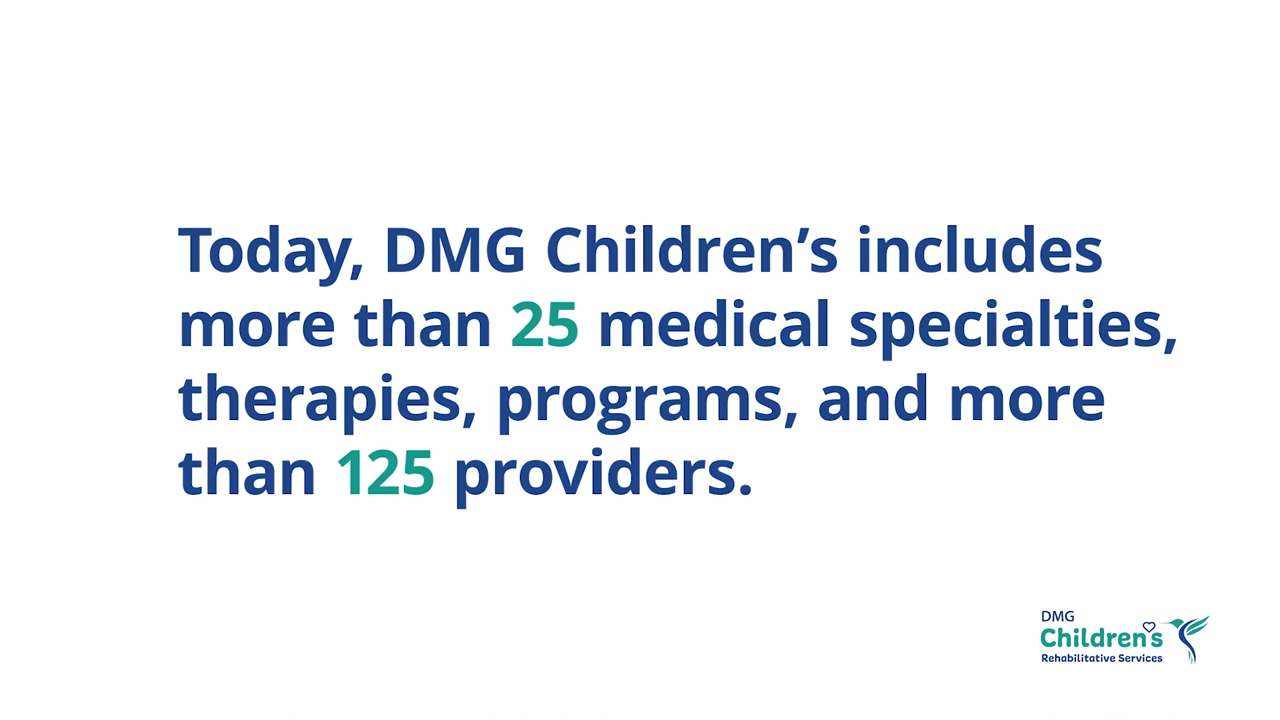 Today, DMG Children’s includes
more than 25 medical specialties,
therapies, programs, and more
than 125 providers.
DMG
Children's
Rehabilitative Services